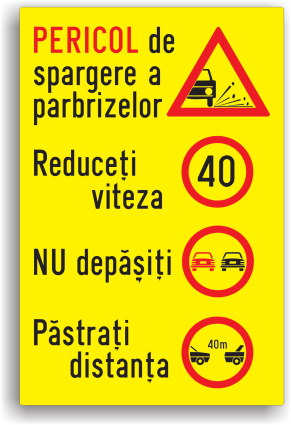 PERICOL de
spargere a
parbrizelor
Reduceți
viteza
40
NU depășiți
Păstrați
distanța
40m